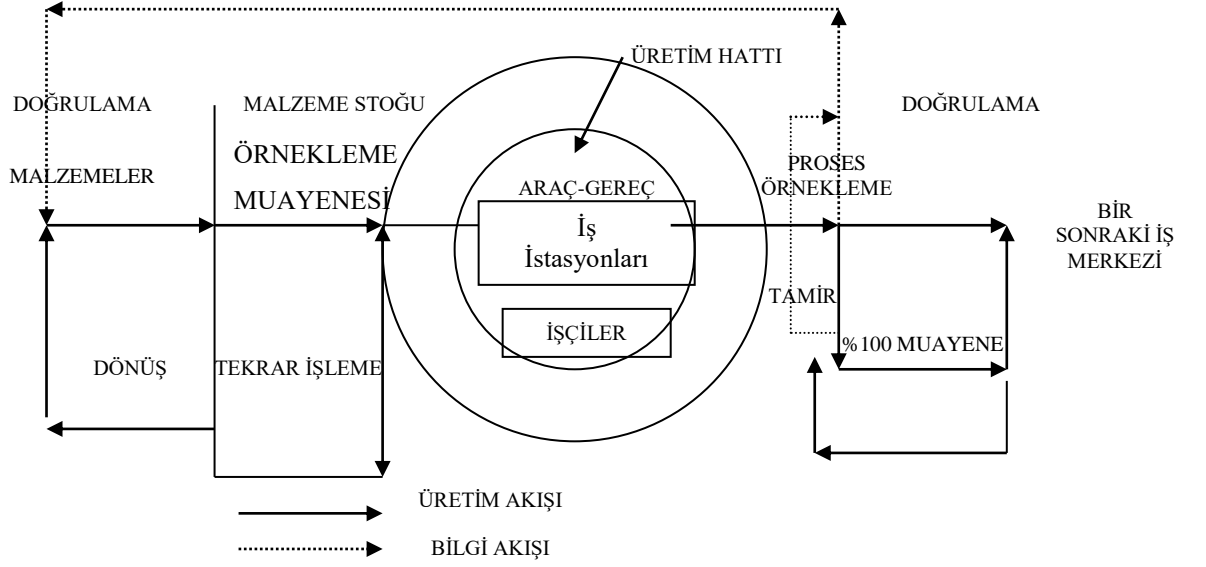 ÜRETİM HATTI
DOĞRULAMA
MALZEME STOĞU
DOĞRULAMA
ÖRNEKLEME
MUAYENESİ
MALZEMELER
ARAÇ-GEREÇ
PROSES
ÖRNEKLEME
İş
İstasyonları
BİR
SONRAKİ İŞ
MERKEZİ
TAMİR
İŞÇİLER
%100 MUAYENE
DÖNÜŞ
TEKRAR İŞLEME
ÜRETİM AKIŞI
BİLGİ AKIŞI